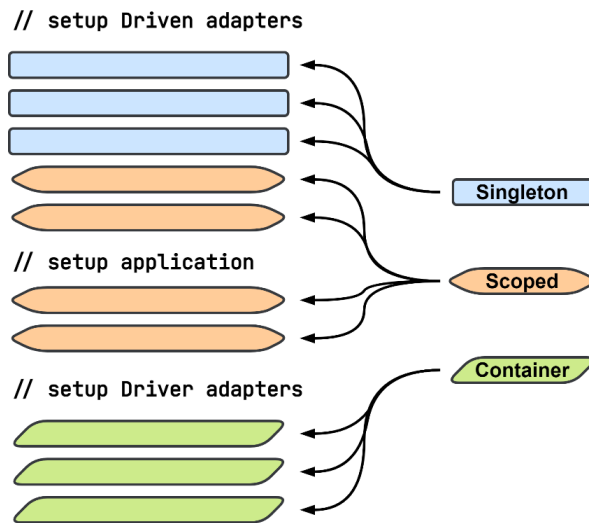 // setup Driven adapters
Singleton
// setup application
Scoped
Container
// setup Driver adapters